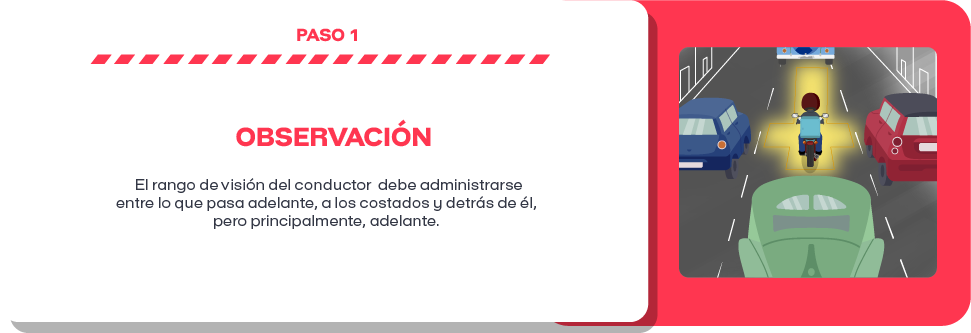 PASO 1
OBSERVACIÓN
El rango de visión del conductor debe administrarse
entre lo que pasa adelante, a los costados y detrás de él,
pero principalmente, adelante.